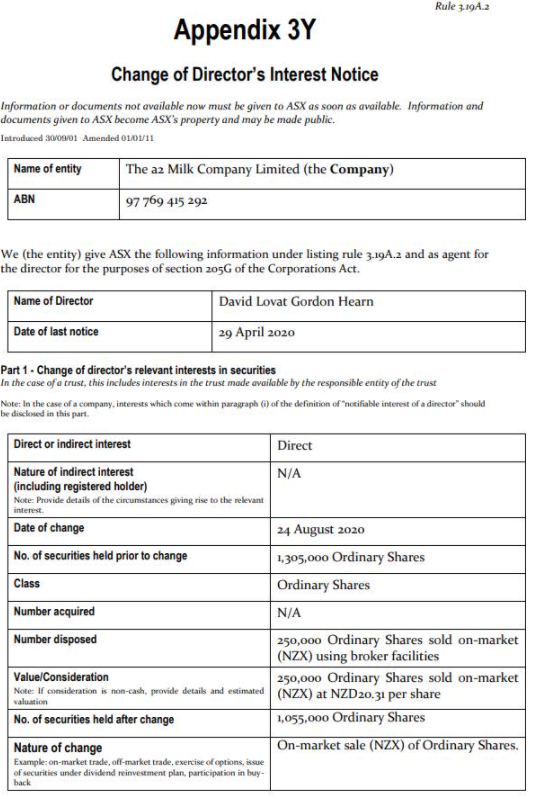 Rule 3.19A.2
Appendix 3Y
Change of Director's Interest Notice
Information or documents not available now must be given to ASX as soon as available. Information and
documents given to ASX become ASX's property and may be made public.
Introduced 30/09/01 Amended 01/01/11
Name of entity The a2 Milk Company Limited (the Company)
ABN 97 769 415 292
We (the entity) give ASX the following information under listing rule 3.19A.2 and as agent for
the director for the purposes of section 205G of the Corporations Act.
Name of Director David Lovat Gordon Hearn
Date of last notice 29 April 2020
Part 1 - Change of director's relevant interests in securities
In the case of a trust, this includes interests in the trust made available by the responsible entity of the trust
Note: In the case of a company, interests which come within paragraph (i) of the definition of "notifiable interest of a director" should
be disclosed in this part.
Direct or indirect interest Direct
Nature of indirect interest N/A
(including registered holder)
Note: Provide details of the circumstances giving rise to the relevant
interest.
Date of change 24 August 2020
No. of securities held prior to change 1,305,000 Ordinary Shares
Class Ordinary Shares
Number acquired N/A
Number disposed 250,000 Ordinary Shares sold on-market
(NZX) using broker facilities
Value/Consideration 250,000 Ordinary Shares sold on-market
Note: If consideration is non-cash, provide details and estimated (NZX) at NZD20.31 per share
valuation
No. of securities held after change 1,055,000 Ordinary Shares
Nature of change On-market sale (NZX) of Ordinary Shares.
Example: on-market trade, off-market trade, exercise of options, issue
of securities under dividend reinvestment plan, participation in buy-
back